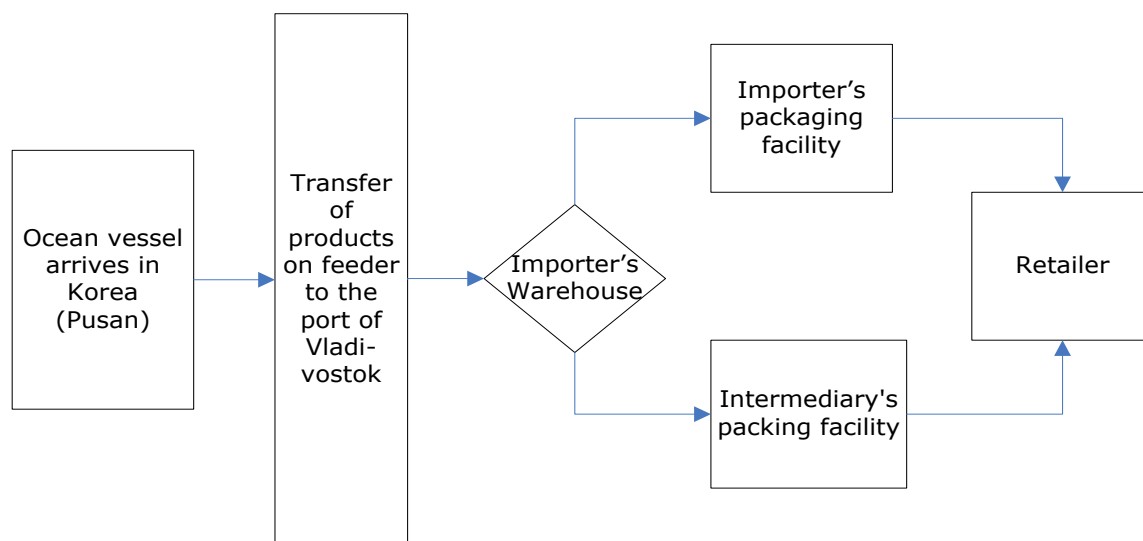 Ocean vessel
arrives in
Korea
(Pusan)
Transfer
of
products
on feeder
to the
port of
Vladi-
vostok
Importer’s
Warehouse
Importer’s
packaging
facility
Intermediary's
packing facility
Retailer